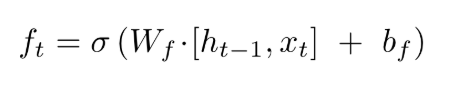 f_t = σ (W_f · [h_{t−1}, x_t] + b_f)